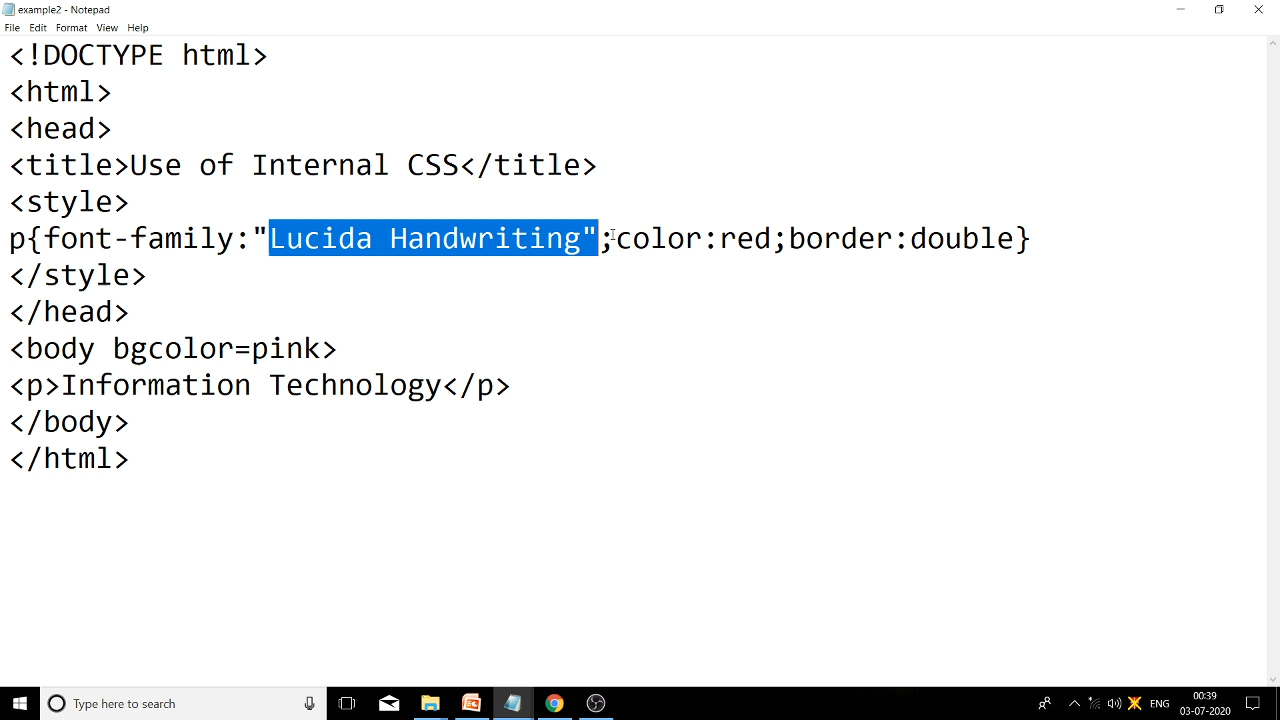 example2 - Notepad
File Edit Format View Help
<!DOCTYPE html>
<html>
<head>
<title>Use of Internal CSS</title>
<style>
p{font-family:"Lucida Handwriting";color:red;border:double}
</style>
</head>
<body bgcolor=pink>
<p>Information Technology</p>
</body>
</html>
Type here to search
ENG
00:39
03-07-2020